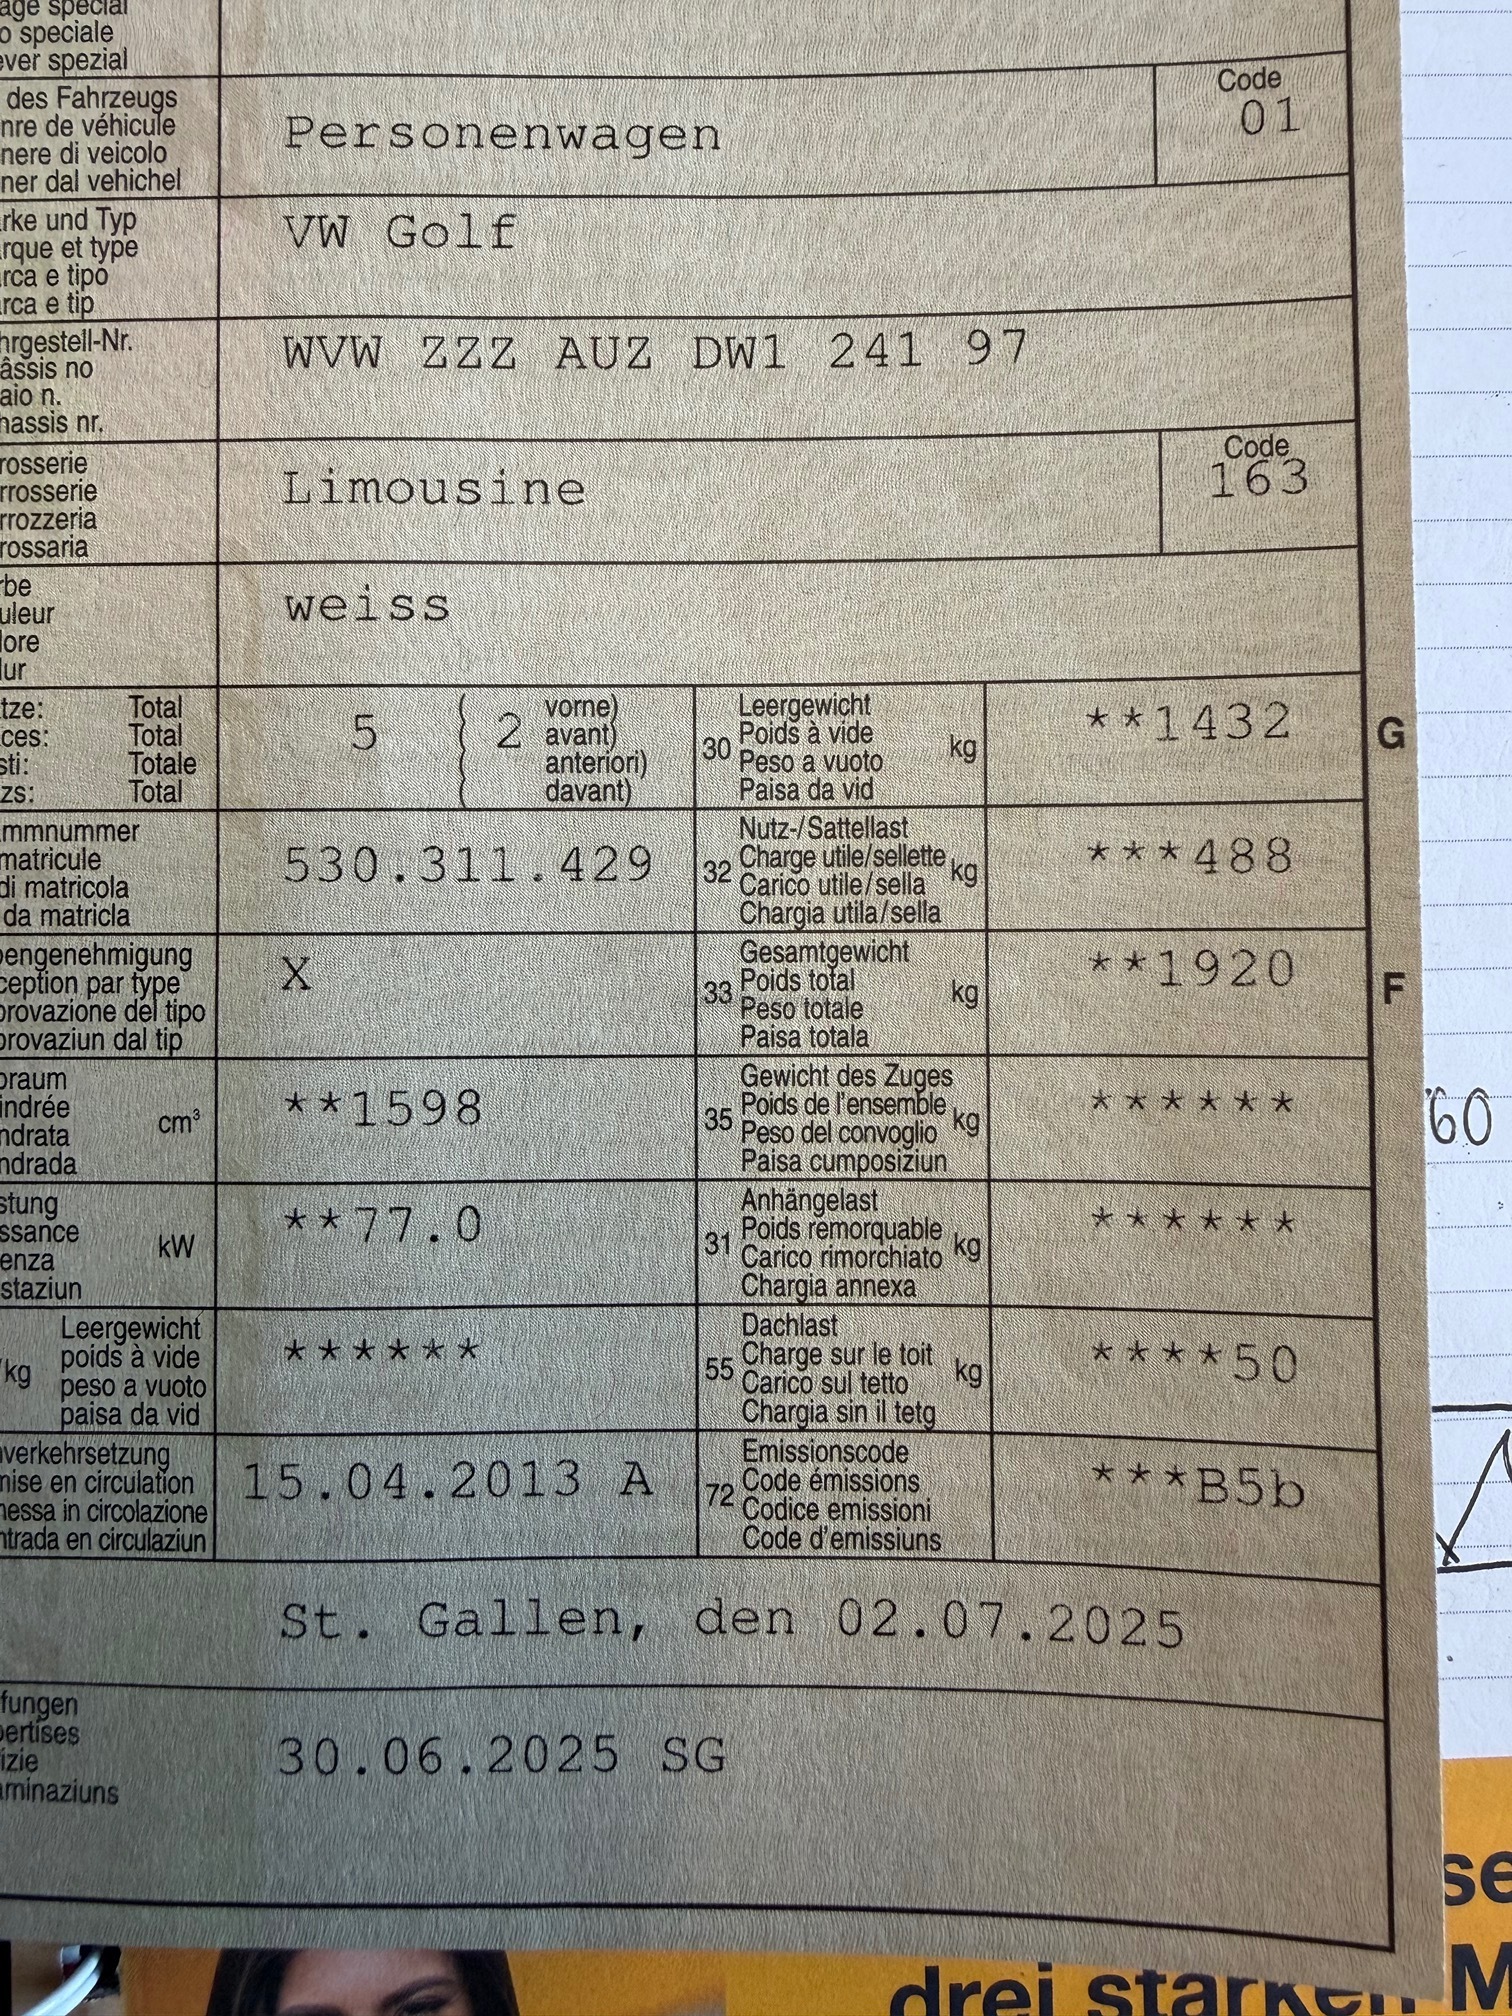 age special
o speciale
ever spezial
des Fahrzeugs
nre de véhicule
nere di veicolo
ner dal vehichel
Personenwagen
Code
01
rke und Typ
rque et type
rca e tipo
rca e tip
VW Golf
hrgestell-Nr.
âssis no
aio n.
hassis nr.
WVW ZZZ AUZ DW1 241 97
rosserie
rrosserie
rrozzeria
rossaria
Limousine
Code
163
rbe
uleur
lore
lur
weiss
tze: Total
ces: Total
sti: Totale
zs: Total
5 ( 2
vorne)
avant)
anteriori)
davant)
30
Leergewicht
Poids à vide
Peso a vuoto
Paisa da vid
kg
**1432
G
mmnummer
matricule
di matricola
da matricla
530.311.429
32
Nutz-/Sattellast
Charge utile/sellette
Carico utile/sella
Chargia utila/sella
kg
***488
pengenehmigung
ception par type
provazione del tipo
provaziun dal tip
X
33
Gesamtgewicht
Poids total
Peso totale
Paisa totala
kg
**1920
F
oraum
indrée
ndrata
ndrada
cm³
**1598
35
Gewicht des Zuges
Poids de l'ensemble
Peso del convoglio
Paisa cumposiziun
kg
******
60
stung
ssance
enza
staziun
kW
**77.0
31
Anhängelast
Poids remorquable
Carico rimorchiato
Chargia annexa
kg
******
/kg
Leergewicht
poids à vide
peso a vuoto
paisa da vid
******
55
Dachlast
Charge sur le toit
Carico sul tetto
Chargia sin il tetg
kg
****50
nverkehrsetzung
mise en circulation
messa in circolazione
ntrada en circulaziun
15.04.2013 A
72
Emissionscode
Code émissions
Codice emissioni
Code d'emissiuns
***B5b
St. Gallen, den 02.07.2025
fungen
pertises
izie
aminaziuns
30.06.2025 SG
se
drei starken M